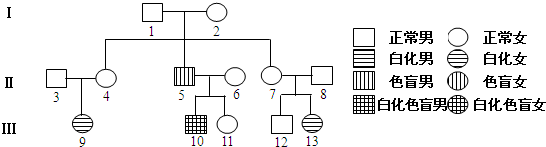 I
1 2
正常男 正常女
白化男 白化女
II
3 4 5 6 7 8
色盲男 色盲女
白化色盲男 白化色盲女
III
9 10 11 12 13